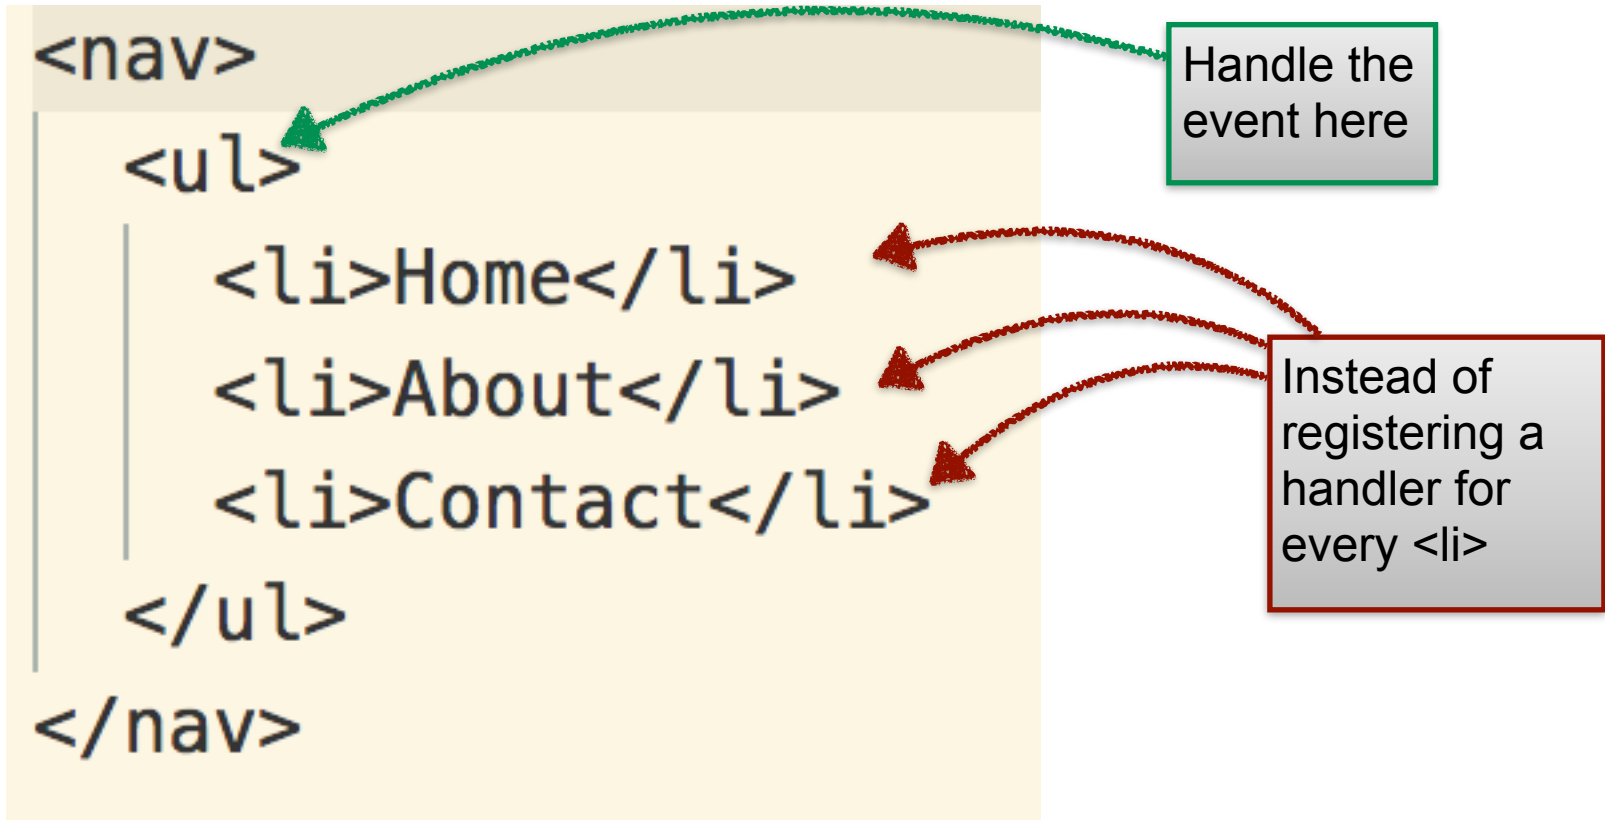 <nav>
<ul>
<li>Home</li>
<li>About</li>
<li>Contact</li>
</ul>
</nav>
Handle the
event here
Instead of
registering a
handler for
every <li>